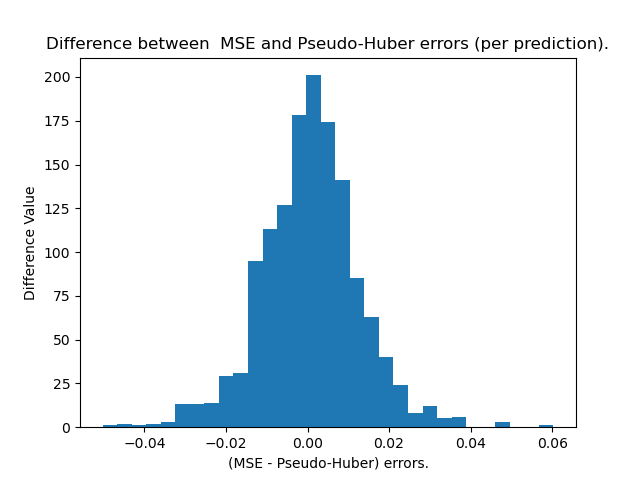 Difference between  MSE and Pseudo-Huber errors (per prediction).
200
175
150
125
100
75
50
25
0
Difference Value
−0.04 −0.02 0.00 0.02 0.04 0.06
(MSE - Pseudo-Huber) errors.